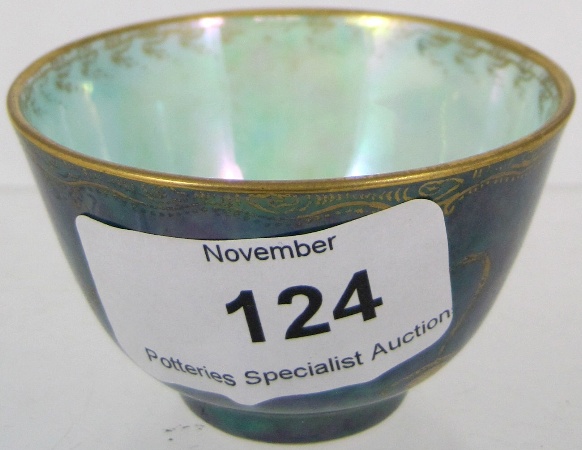 November
124
Potteries Specialist Auction